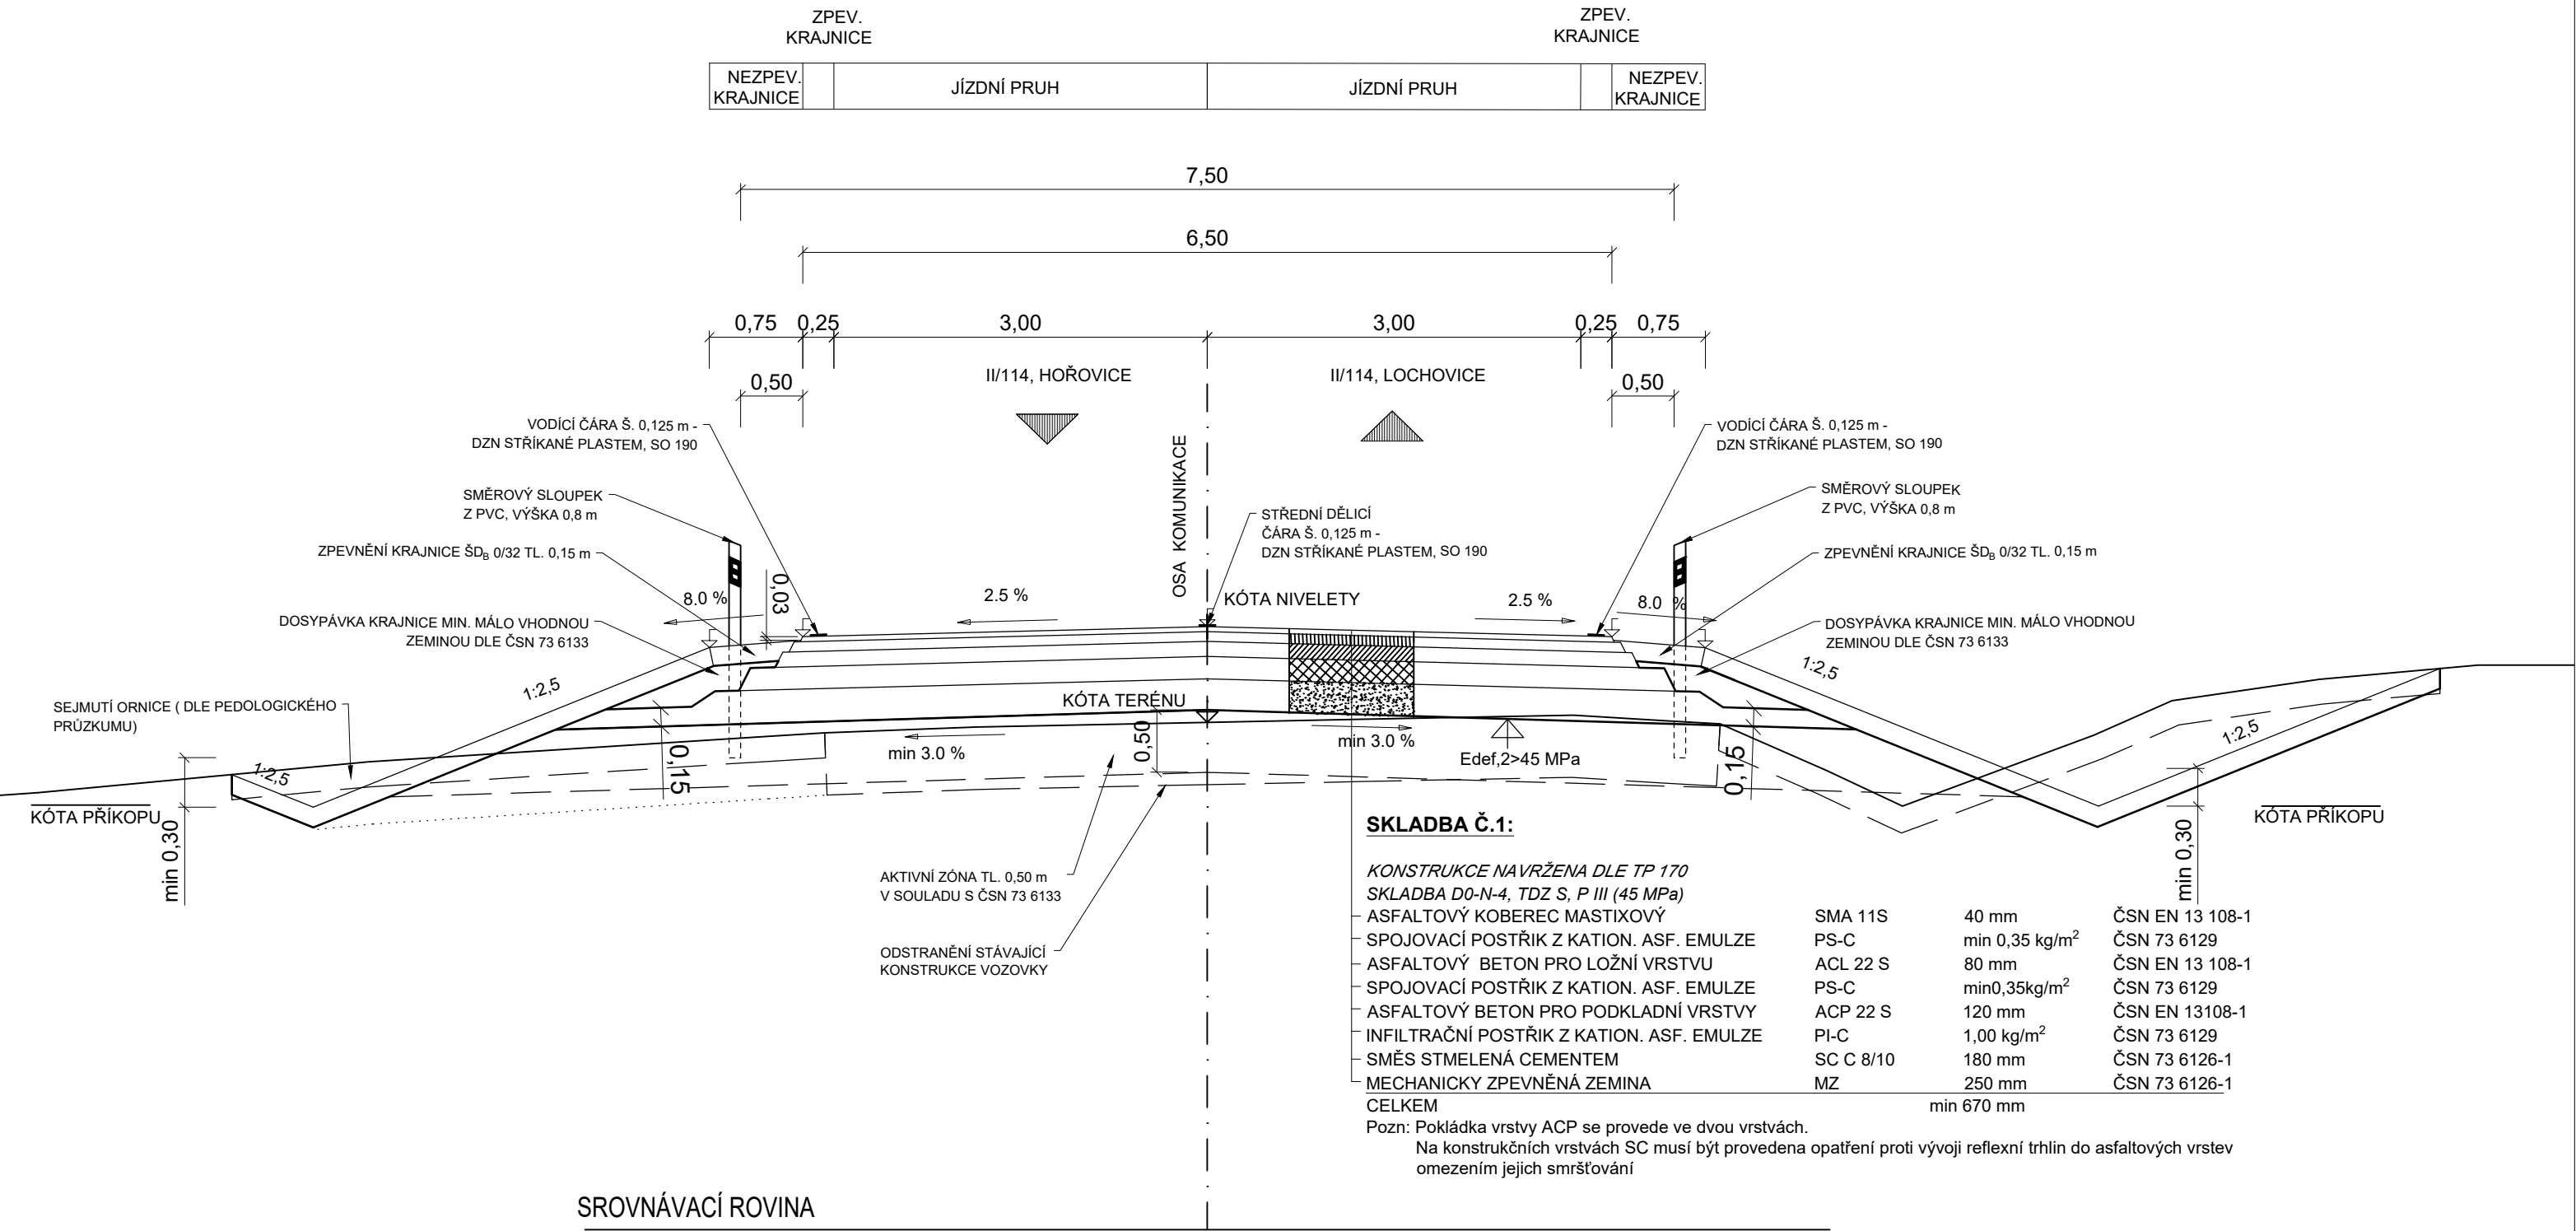 ZPEV.
KRAJNICE
ZPEV.
KRAJNICE
NEZPEV.
KRAJNICE
JÍZDNÍ PRUH
JÍZDNÍ PRUH
NEZPEV.
KRAJNICE
7,50
6,50
0,75 0,25 3,00 3,00 0,25 0,75
0,50 II/114, HOŘOVICE II/114, LOCHOVICE 0,50
VODÍCÍ ČÁRA Š. 0,125 m -
DZN STŘÍKANÉ PLASTEM, SO 190
VODÍCÍ ČÁRA Š. 0,125 m -
DZN STŘÍKANÉ PLASTEM, SO 190
OSA KOMUNIKACE
SMĚROVÝ SLOUPEK
Z PVC, VÝŠKA 0,8 m
SMĚROVÝ SLOUPEK
Z PVC, VÝŠKA 0,8 m
STŘEDNÍ DĚLICÍ
ČÁRA Š. 0,125 m -
DZN STŘÍKANÉ PLASTEM, SO 190
ZPEVNĚNÍ KRAJNICE ŠD_B 0/32 TL. 0,15 m
ZPEVNĚNÍ KRAJNICE ŠD_B 0/32 TL. 0,15 m
8.0 %
0,03
2.5 %
KÓTA NIVELETY
2.5 %
8.0 %
DOSYPÁVKA KRAJNICE MIN. MÁLO VHODNOU
ZEMINOU DLE ČSN 73 6133
DOSYPÁVKA KRAJNICE MIN. MÁLO VHODNOU
ZEMINOU DLE ČSN 73 6133
1:2,5
1:2,5
KÓTA TERÉNU
SEJMUTÍ ORNICE ( DLE PEDOLOGICKÉHO
PRŮZKUMU)
1:2,5
0,15
min 3.0 %
0,50
min 3.0 %
Edef,2>45 MPa
0,15
1:2,5
KÓTA PŘÍKOPU
min 0,30
KÓTA PŘÍKOPU
min 0,30
AKTIVNÍ ZÓNA TL. 0,50 m
V SOULADU S ČSN 73 6133
ODSTRANĚNÍ STÁVAJÍCÍ
KONSTRUKCE VOZOVKY
SKLADBA Č.1:
KONSTRUKCE NAVRŽENA DLE TP 170
SKLADBA D0-N-4, TDZ S, P III (45 MPa)
ASFALTOVÝ KOBEREC MASTIXOVÝ SMA 11S 40 mm ČSN EN 13 108-1
SPOJOVACÍ POSTŘIK Z KATION. ASF. EMULZE PS-C min 0,35 kg/m² ČSN 73 6129
ASFALTOVÝ BETON PRO LOŽNÍ VRSTVU ACL 22 S 80 mm ČSN EN 13 108-1
SPOJOVACÍ POSTŘIK Z KATION. ASF. EMULZE PS-C min0,35kg/m² ČSN 73 6129
ASFALTOVÝ BETON PRO PODKLADNÍ VRSTVY ACP 22 S 120 mm ČSN EN 13108-1
INFILTRAČNÍ POSTŘIK Z KATION. ASF. EMULZE PI-C 1,00 kg/m² ČSN 73 6129
SMĚS STMELENÁ CEMENTEM SC C 8/10 180 mm ČSN 73 6126-1
MECHANICKY ZPEVNĚNÁ ZEMINA MZ 250 mm ČSN 73 6126-1
CELKEM min 670 mm
Pozn: Pokládka vrstvy ACP se provede ve dvou vrstvách.
Na konstrukčních vrstvách SC musí být provedena opatření proti vývoji reflexní trhlin do asfaltových vrstev
omezením jejich smršťování
SROVNÁVACÍ ROVINA